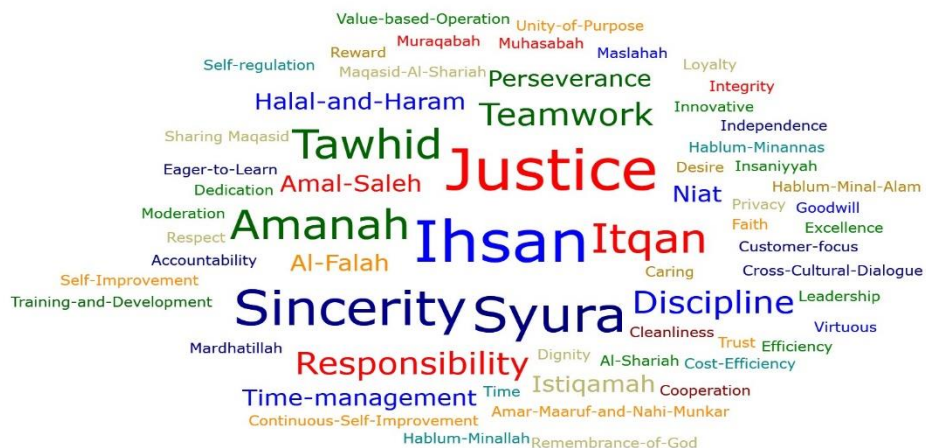 Value-based-Operation
Unity-of-Purpose
Muraqabah
Muhasabah
Reward
Maslahah
Self-regulation
Maqasid-Al-Shariah
Perseverance
Loyalty
Integrity
Halal-and-Haram
Teamwork
Innovative
Independence
Sharing Maqasid
Tawhid
Justice
Hablum-Minannas
Eager-to-Learn
Amal-Saleh
Desire
Insaniyyah
Dedication
Niat
Hablum-Minal-Alam
Moderation
Amanah
Privacy
Goodwill
Respect
Ihsan
Itqan
Faith
Excellence
Accountability
Al-Falah
Customer-focus
Self-Improvement
Caring
Cross-Cultural-Dialogue
Training-and-Development
Sincerity
Syura
Discipline
Leadership
Cleanliness
Virtuous
Mardhatillah
Responsibility
Dignity
Al-Shariah
Trust
Efficiency
Cost-Efficiency
Time-management
Time
Istiqamah
Cooperation
Continuous-Self-Improvement
Amar-Maaruf-and-Nahi-Munkar
Hablum-Minallah
Remembrance-of-God